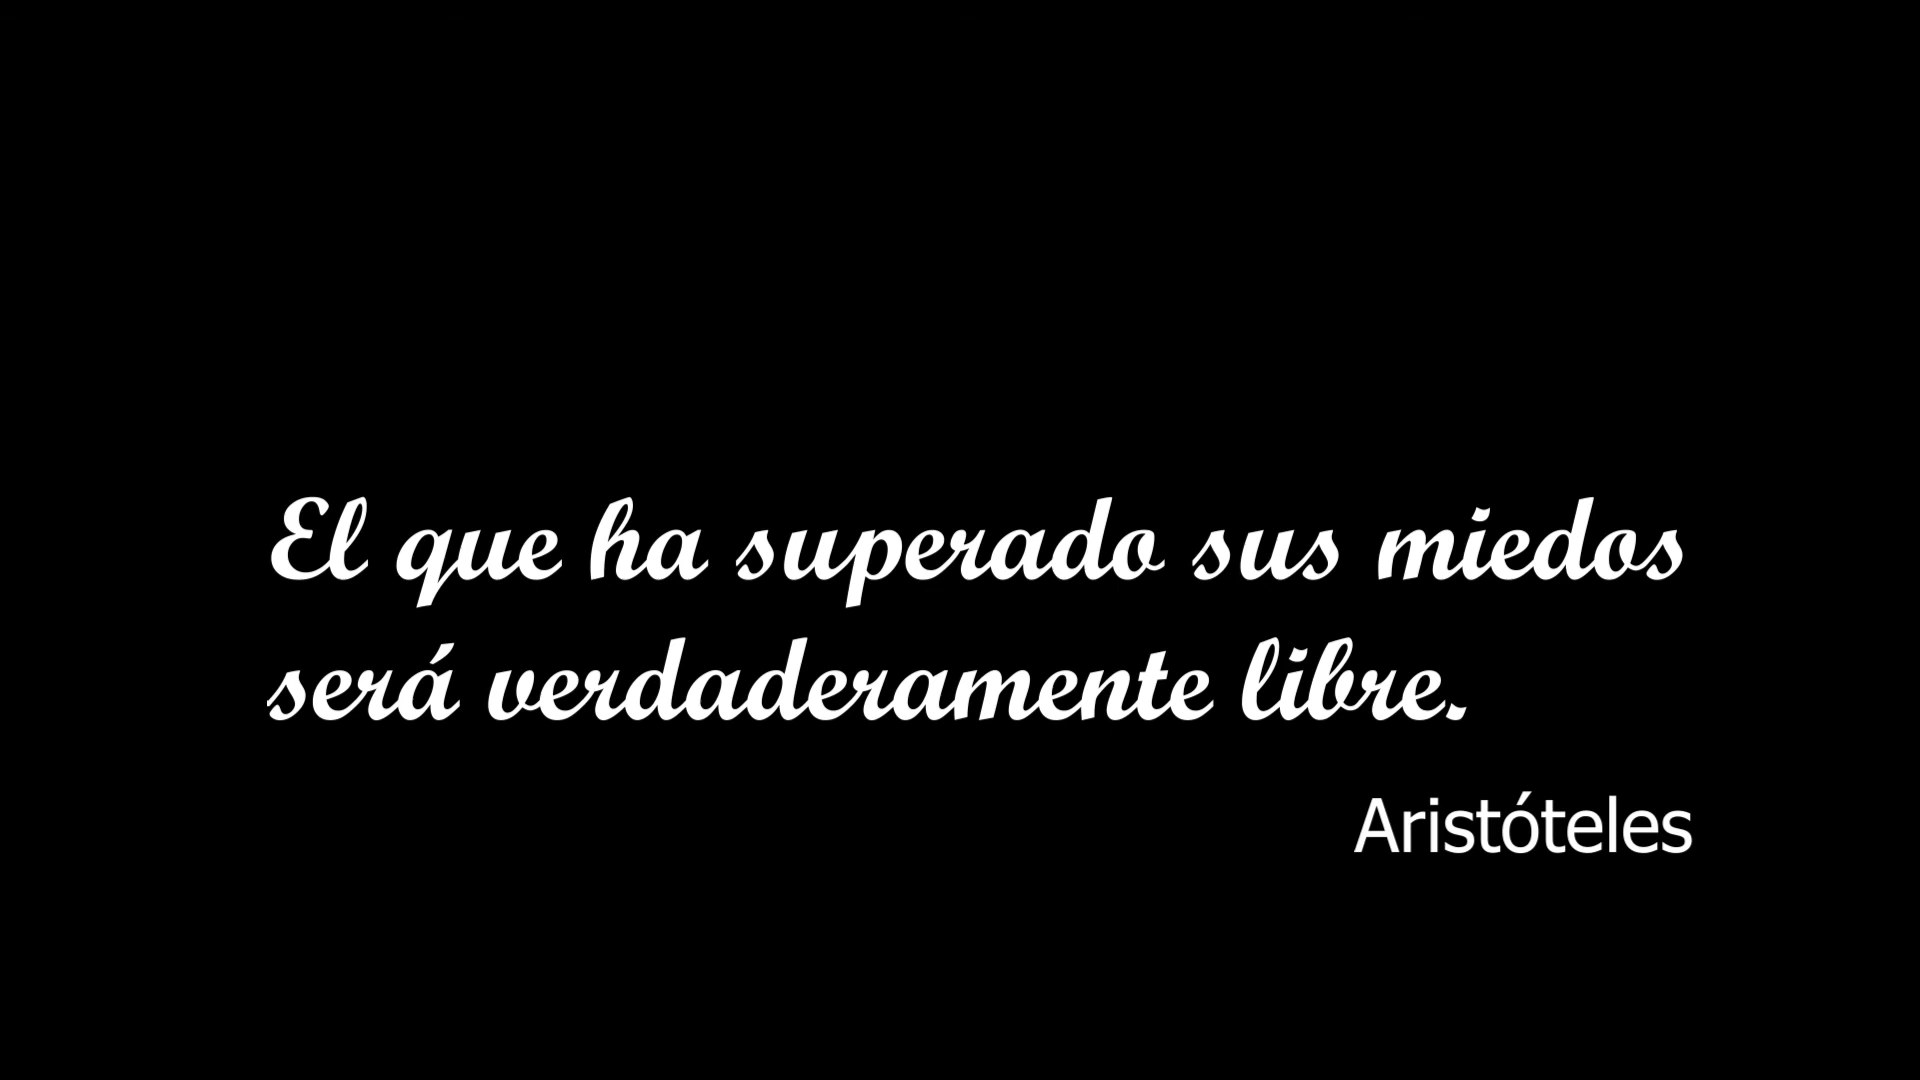 El que ha superado sus miedos
será verdaderamente libre.
Aristóteles